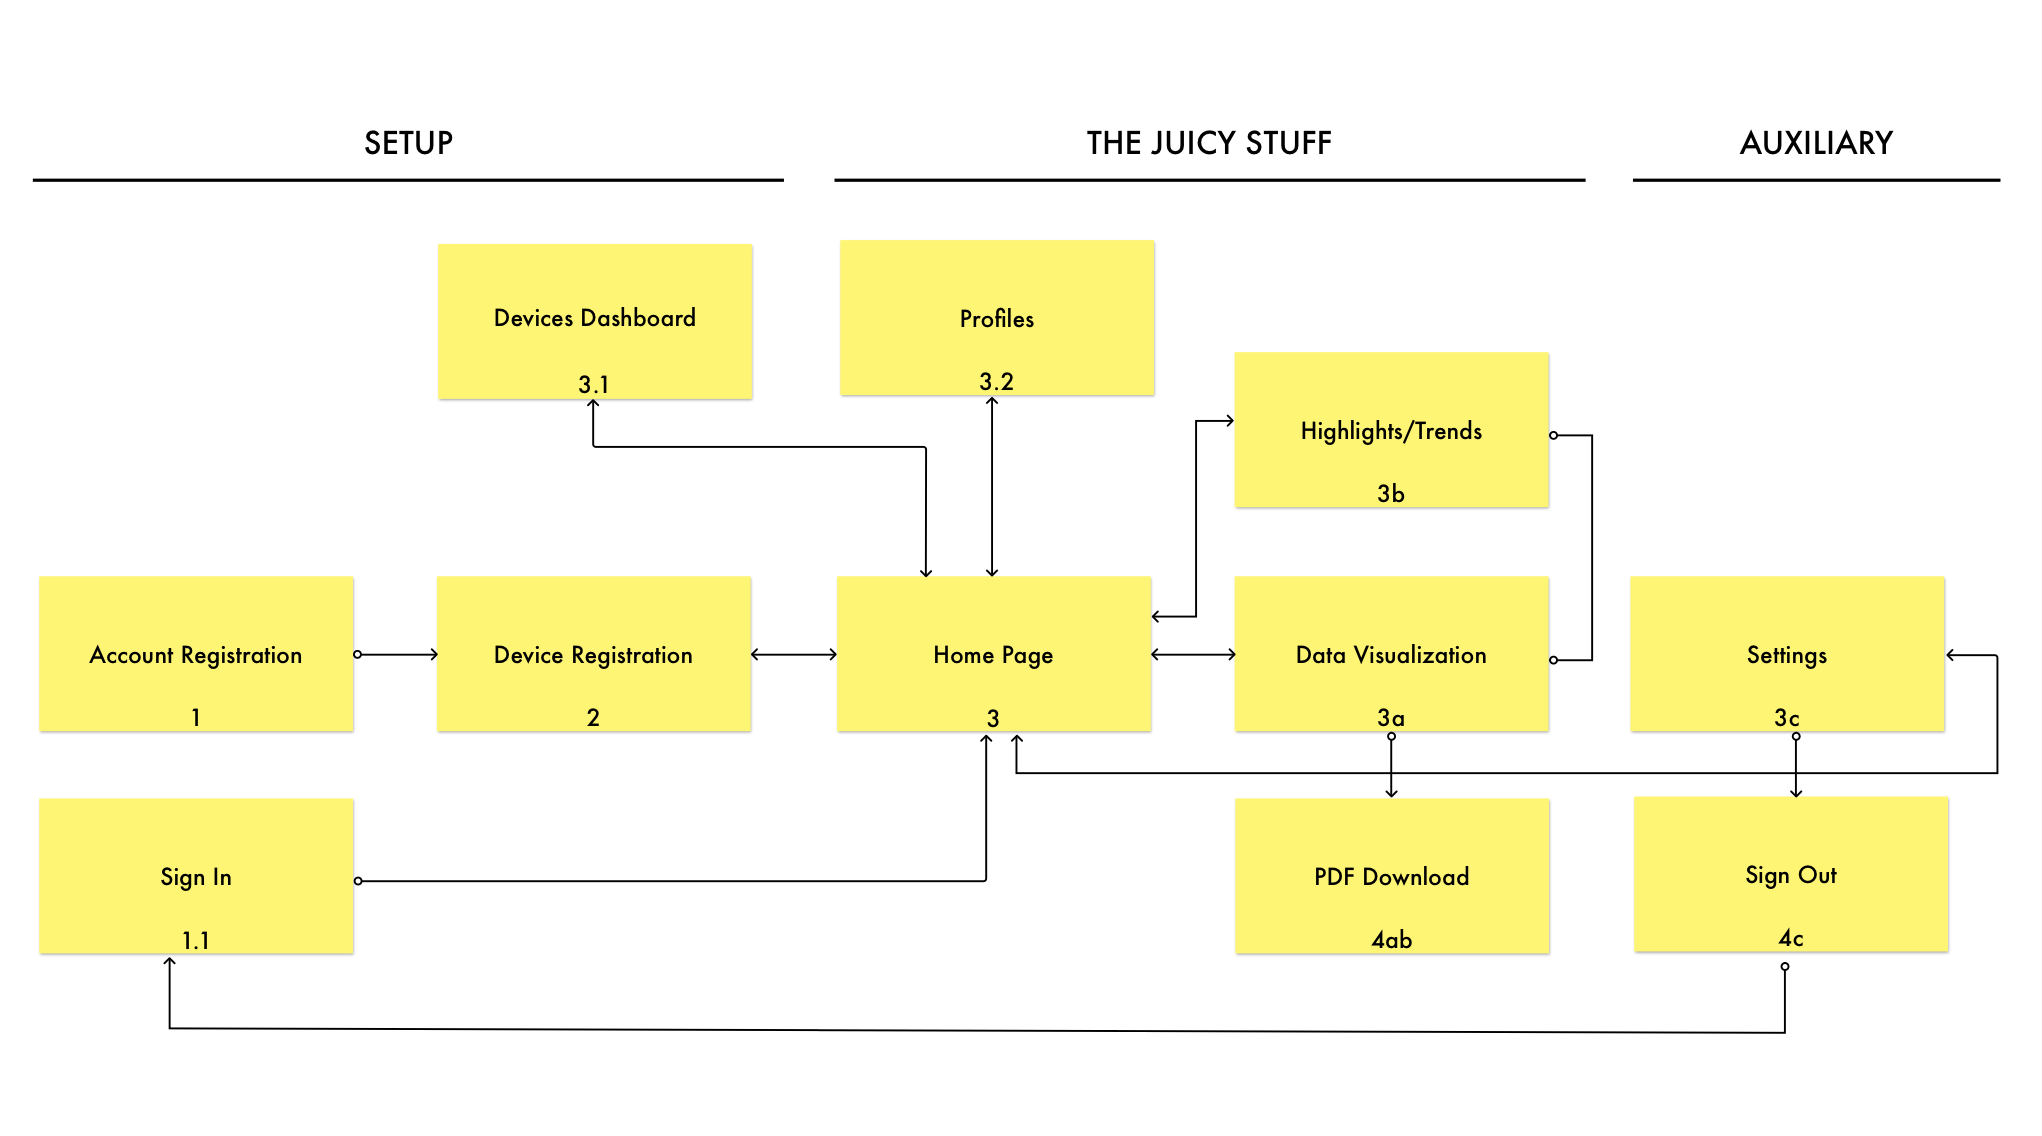 SETUP
THE JUICY STUFF
AUXILIARY
Devices Dashboard
3.1
Profiles
3.2
Highlights/Trends
3b
Account Registration
1
Device Registration
2
Home Page
3
Data Visualization
3a
Settings
3c
Sign In
1.1
PDF Download
4ab
Sign Out
4c